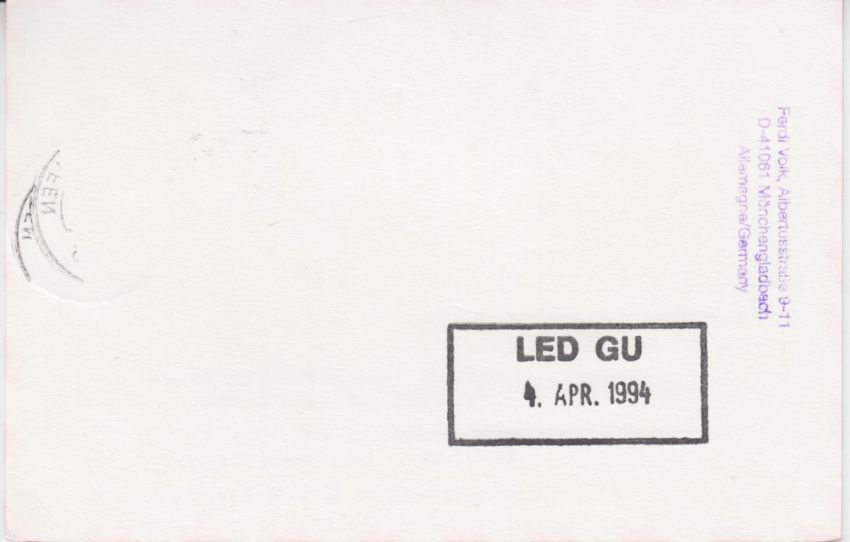 LED GU
4. APR. 1994
Ferdi Volk, Albertusstraße 9-11
D-41061 Mönchengladbach
Allemagne/Germany